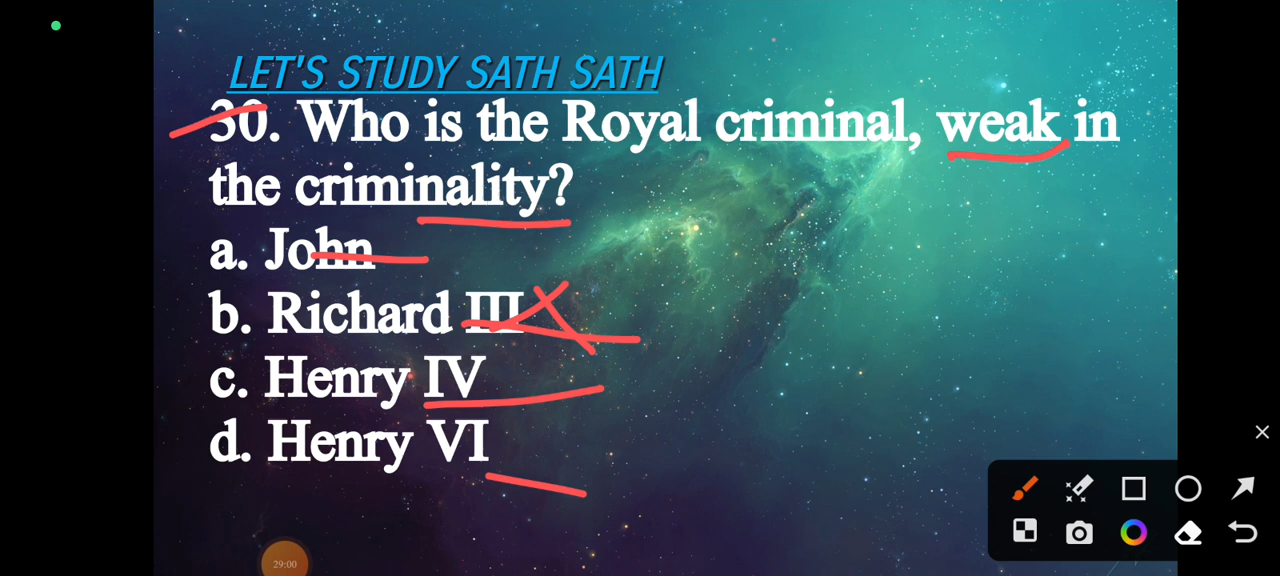 LET'S STUDY SATH SATH
30. Who is the Royal criminal, weak in
the criminality?
a. John
b. Richard III
c. Henry IV
d. Henry VI
29:00